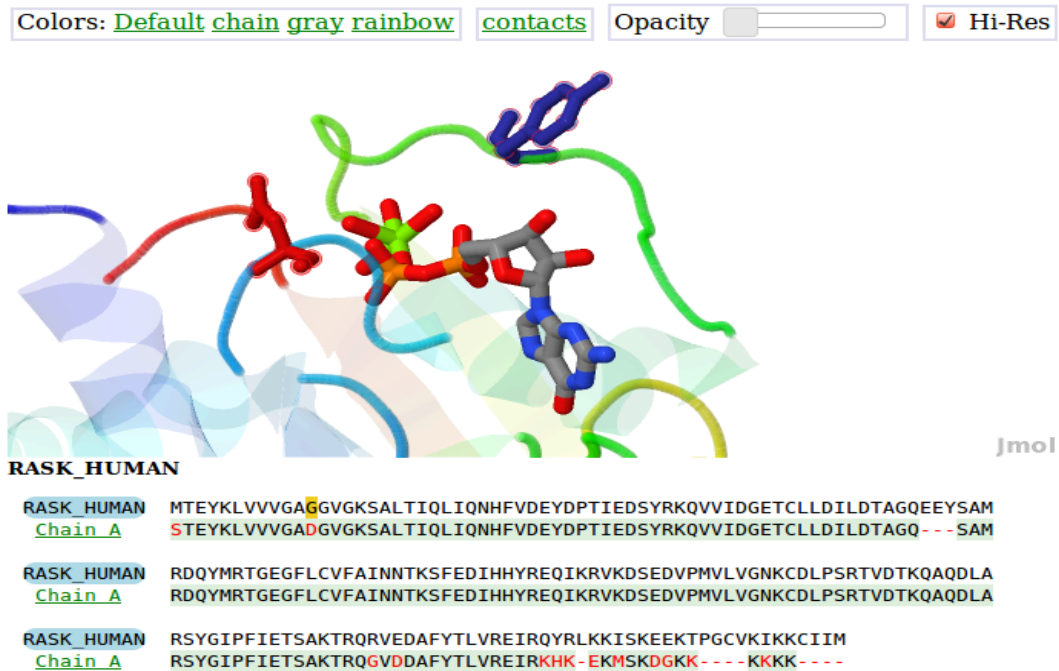 Colors: Default chain gray rainbow contacts Opacity Hi-Res
Jmol
RASK_HUMAN
RASK_HUMAN MTEYKLVVVGAGGVGKSALTIQLIQNHFVDEYDPTIEDSYRKQVVIDGETCLLDILDTAGQEEYSAM
Chain A STEYKLVVVGADGVGKSALTIQLIQNHFVDEYDPTIEDSYRKQVVIDGETCLLDILDTAGQ---SAM
RASK_HUMAN RDQYMRTGEGFLCVFAINNTKSFEDIHHYREQIKRVKDSEDVPMVLVGNKCDLPSRTVDTKQAQDLA
Chain A RDQYMRTGEGFLCVFAINNTKSFEDIHHYREQIKRVKDSEDVPMVLVGNKCDLPSRTVDTKQAQDLA
RASK_HUMAN RSYGIPFIETSAKTRQRVEDAFYTLVREIRQYRLKKISKEEKTPGCVKIKKCIIM
Chain A RSYGIPFIETSAKTRQGVDDAFYTLVREIRKHK-EKMSKDGKK----KKKK----